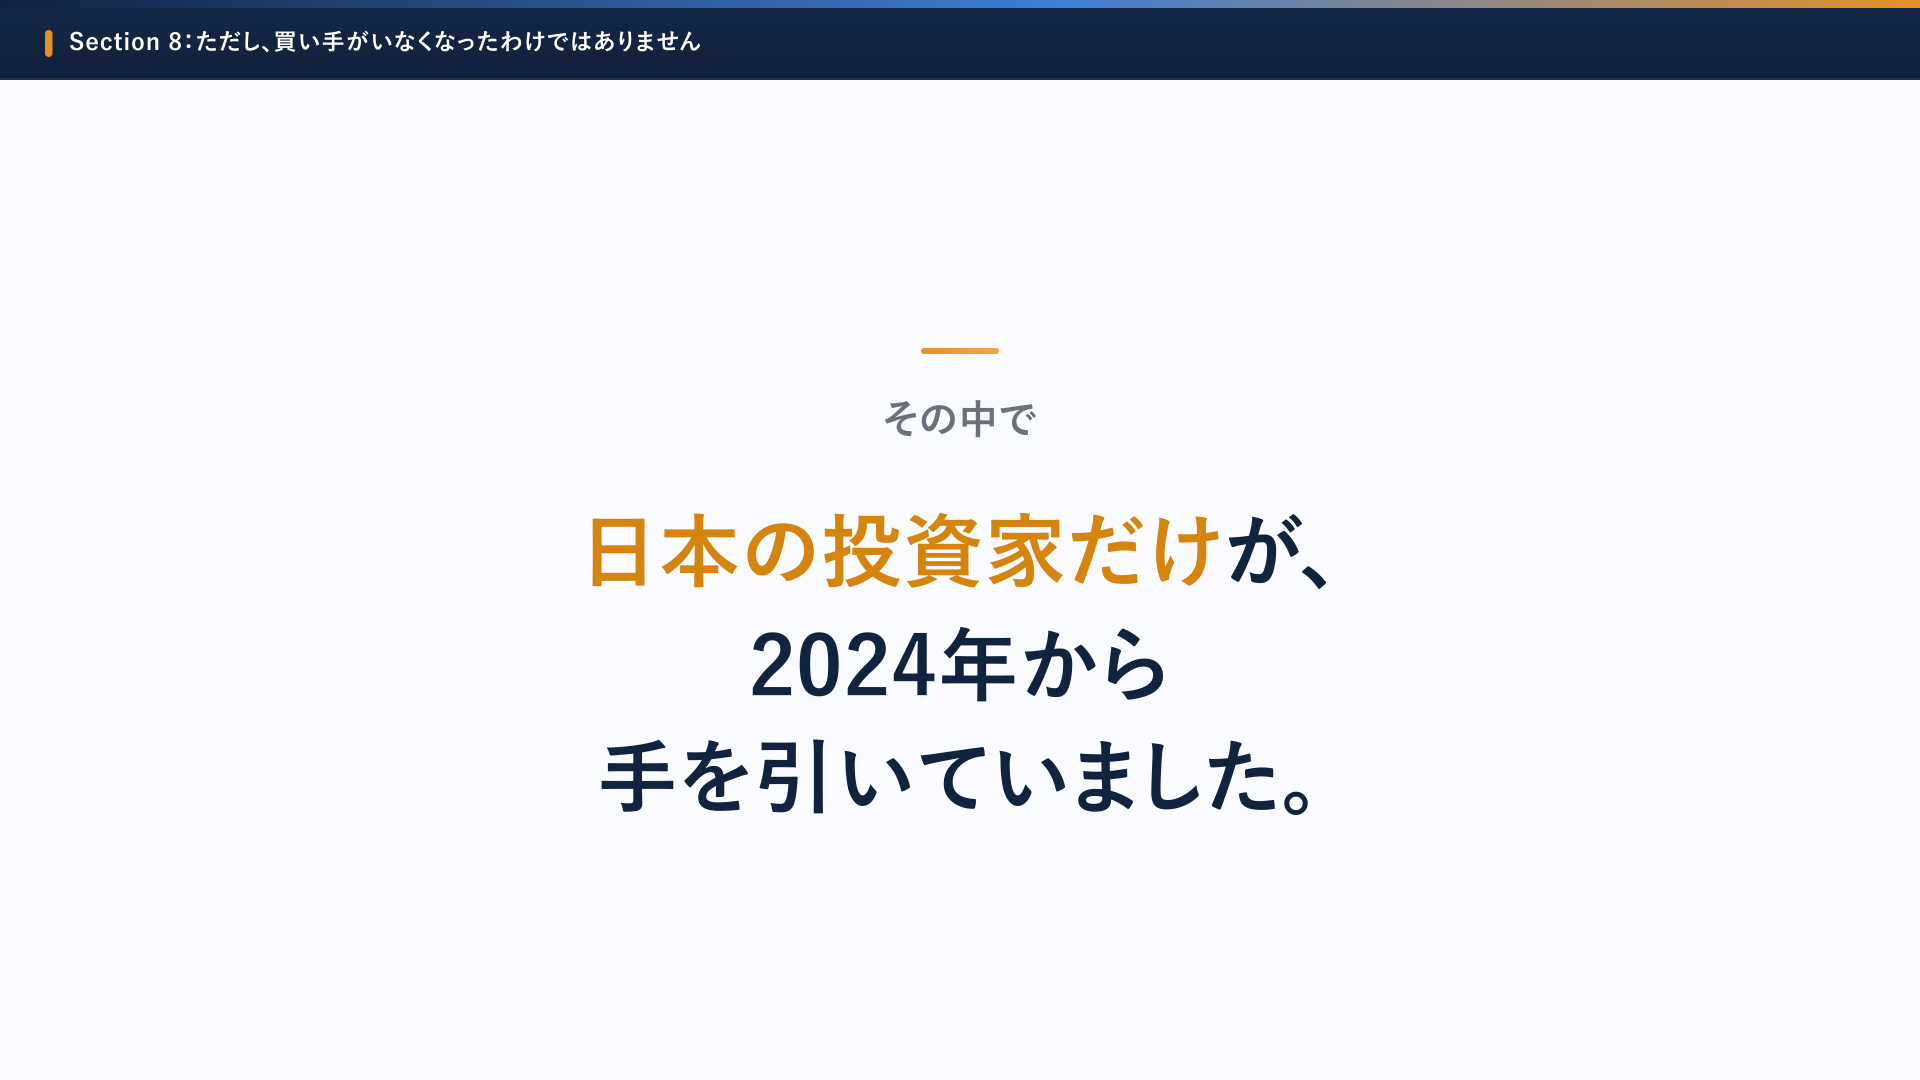 Section 8：ただし、買い手がいなくなったわけではありません
その中で
日本の投資家だけが、
2024年から
手を引いていました。